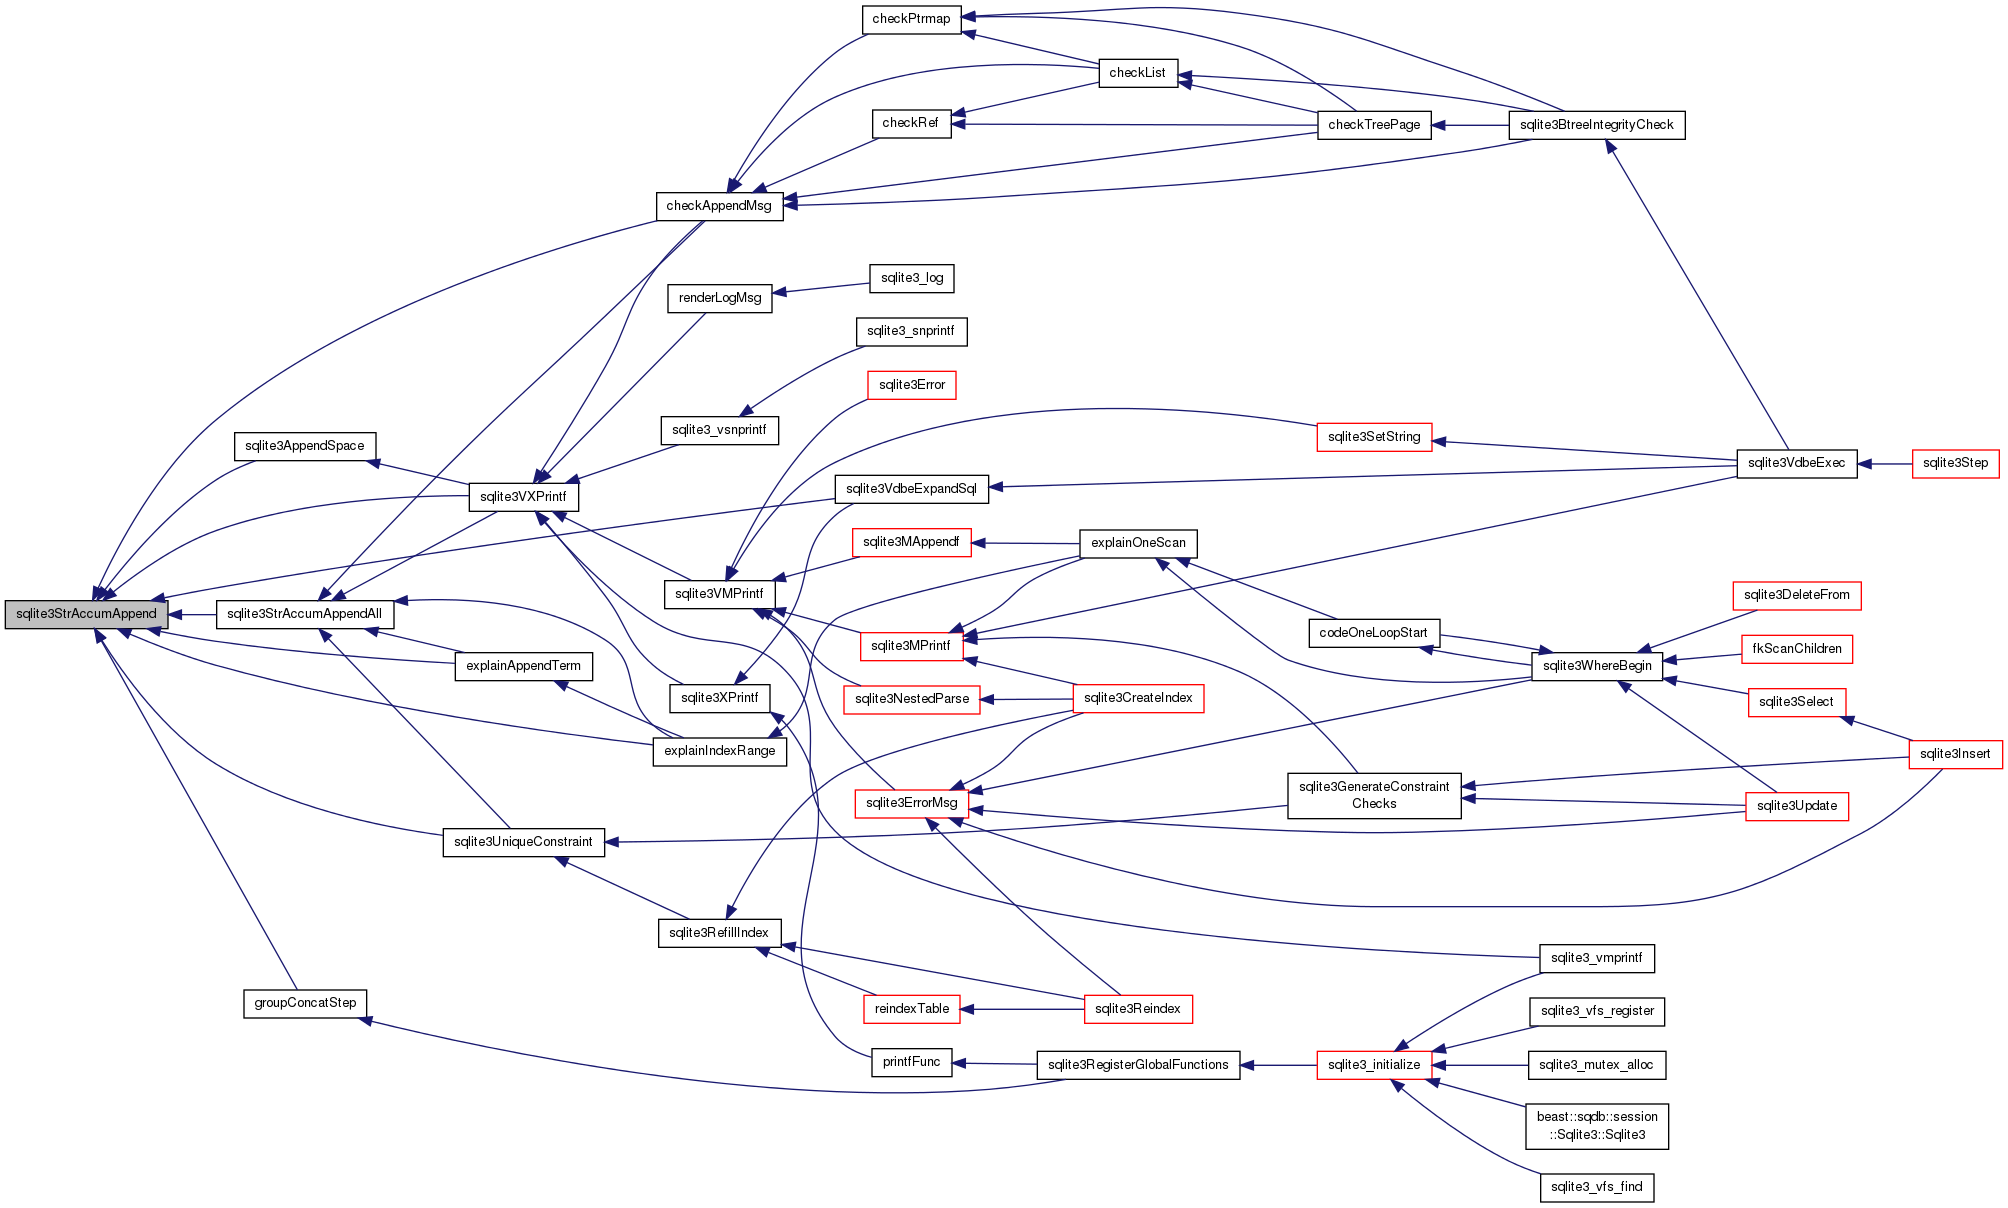 checkPtrmap
checkList
checkRef
checkTreePage
sqlite3BtreeIntegrityCheck
checkAppendMsg
sqlite3_log
renderLogMsg
sqlite3_snprintf
sqlite3Error
sqlite3_vsnprintf
sqlite3SetString
sqlite3AppendSpace
sqlite3VdbeExec
sqlite3Step
sqlite3VXPrintf
sqlite3VdbeExpandSql
sqlite3MAppendf
explainOneScan
sqlite3VMPrintf
sqlite3DeleteFrom
sqlite3StrAccumAppend
sqlite3StrAccumAppendAll
codeOneLoopStart
sqlite3MPrintf
fkScanChildren
explainAppendTerm
sqlite3WhereBegin
sqlite3XPrintf
sqlite3NestedParse
sqlite3CreateIndex
sqlite3Select
explainIndexRange
sqlite3Insert
sqlite3GenerateConstraint
Checks
sqlite3ErrorMsg
sqlite3Update
sqlite3UniqueConstraint
sqlite3RefillIndex
sqlite3_vmprintf
groupConcatStep
reindexTable
sqlite3Reindex
sqlite3_vfs_register
printfFunc
sqlite3RegisterGlobalFunctions
sqlite3_initialize
sqlite3_mutex_alloc
beast::sqdb::session
::Sqlite3::Sqlite3
sqlite3_vfs_find